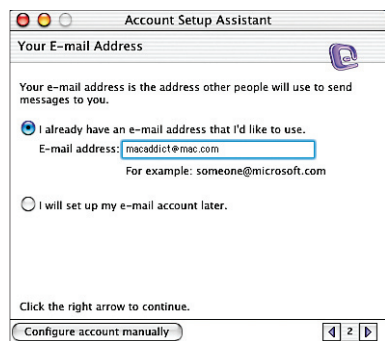 Account Setup Assistant
Your E-mail Address
Your e-mail address is the address other people will use to send
messages to you.
I already have an e-mail address that I'd like to use.
E-mail address: macaddict@mac.com
For example: someone@microsoft.com
I will set up my e-mail account later.
Click the right arrow to continue.
Configure account manually
2